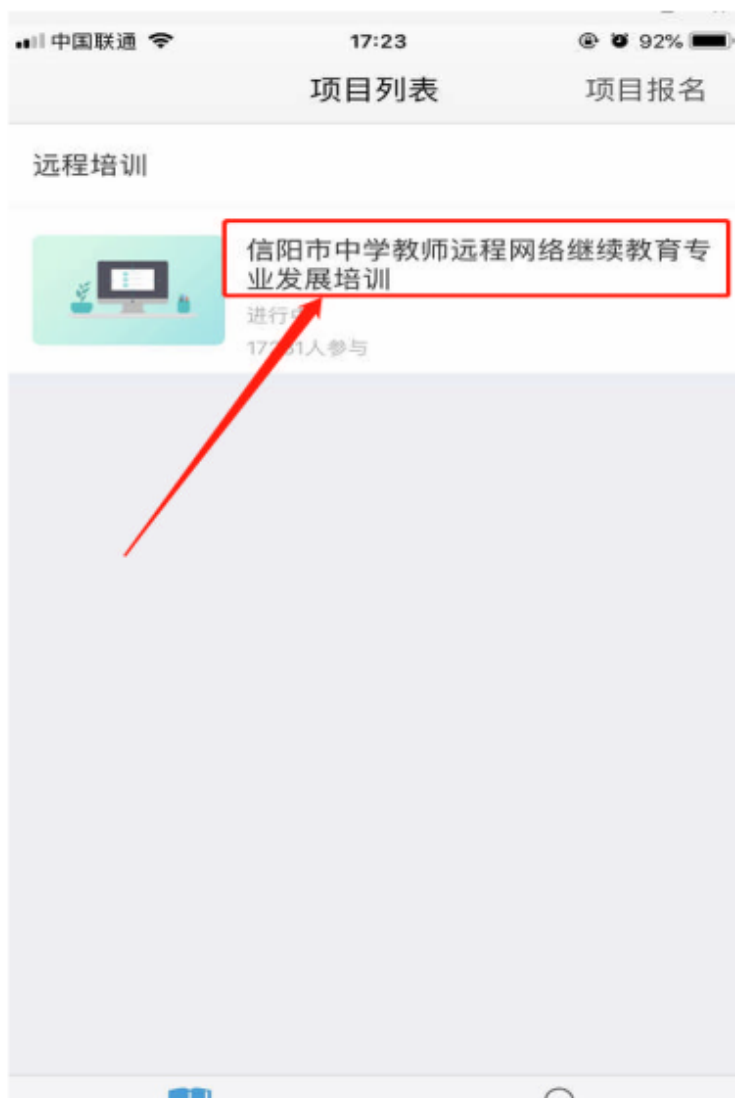 中国联通 17:23 92%
项目列表 项目报名
远程培训
信阳市中学教师远程网络继续教育专
业发展培训
进行
人参与